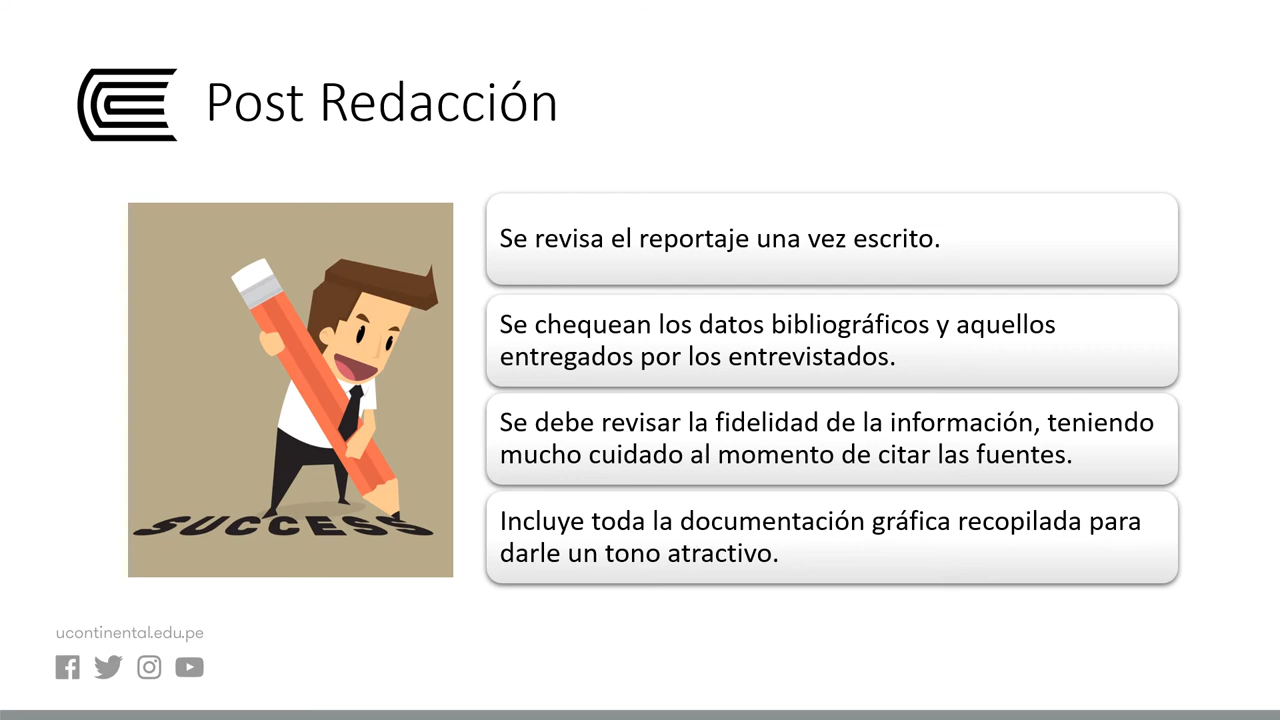 Post Redacción
Se revisa el reportaje una vez escrito.
Se chequean los datos bibliográficos y aquellos
entregados por los entrevistados.
Se debe revisar la fidelidad de la información, teniendo
mucho cuidado al momento de citar las fuentes.
Incluye toda la documentación gráfica recopilada para
darle un tono atractivo.
SUCCESS
ucontinental.edu.pe